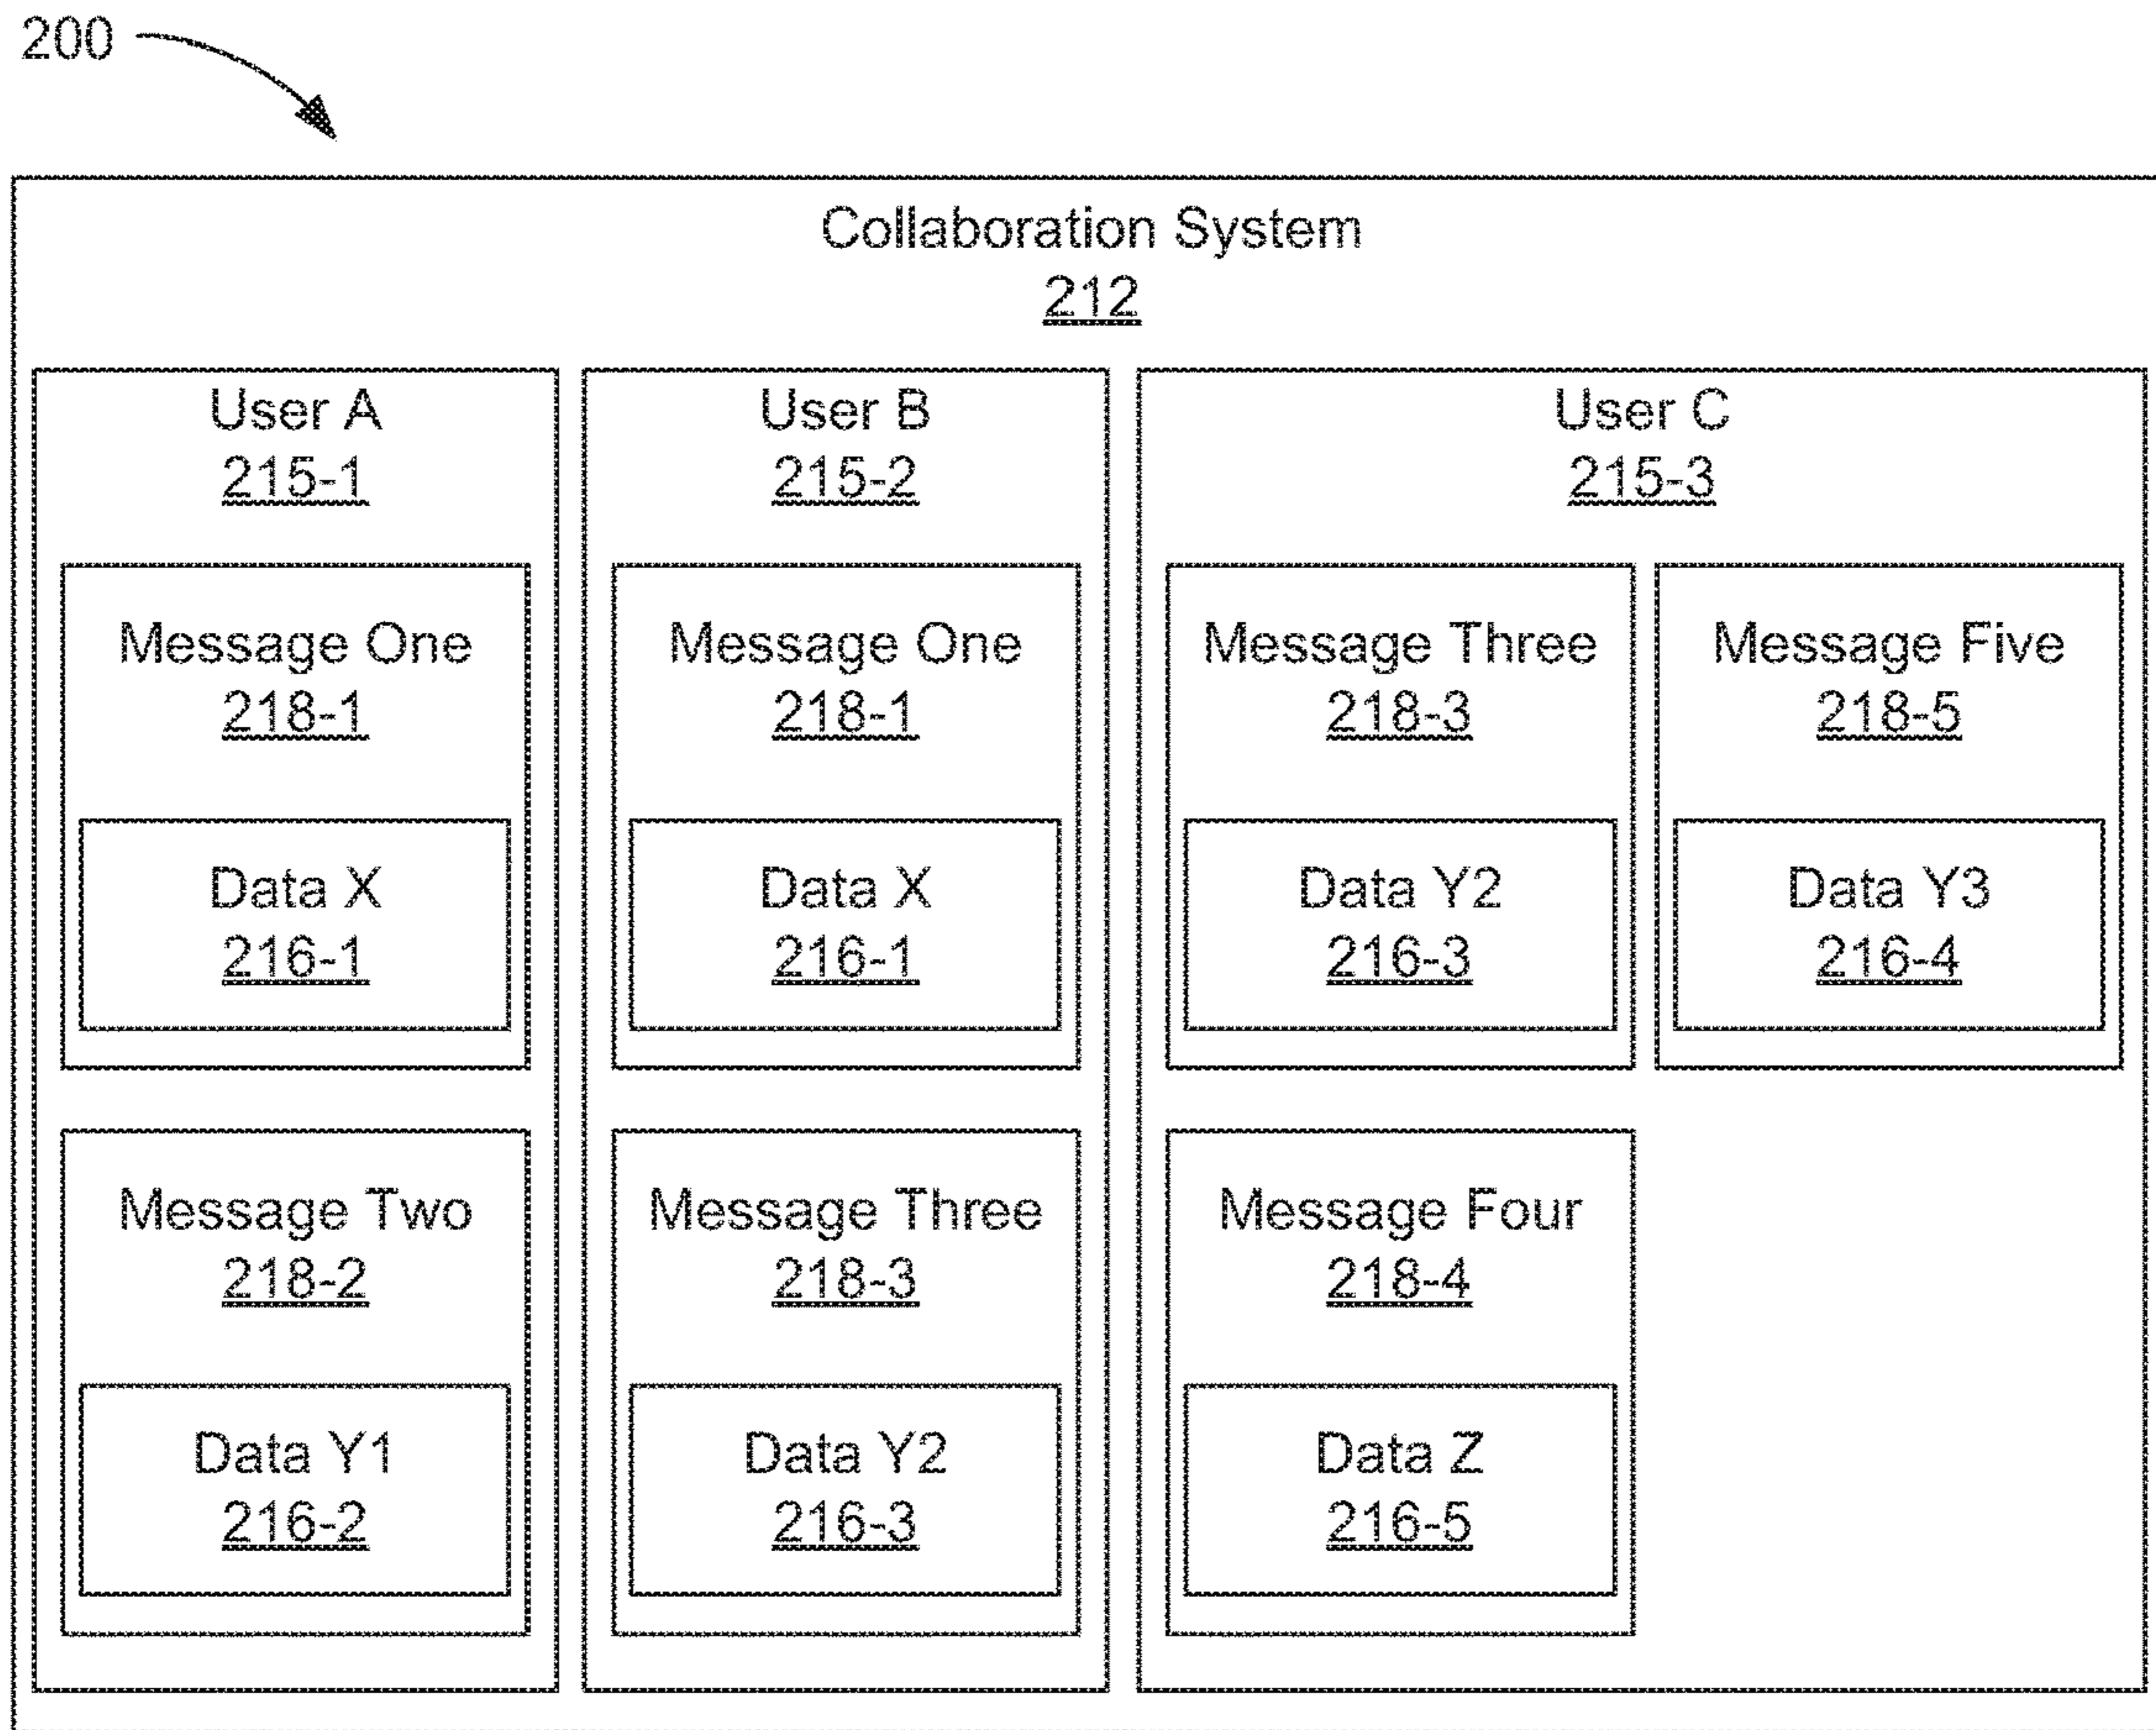 200
Collaboration System
212
User A
215-1
Message One
218-1
Data X
216-1
Message Two
218-2
Data Y1
216-2
User B
215-2
Message One
218-1
Data X
216-1
Message Three
218-3
Data Y2
216-3
User C
215-3
Message Three
218-3
Data Y2
216-3
Message Five
218-5
Data Y3
216-4
Message Four
218-4
Data Z
216-5